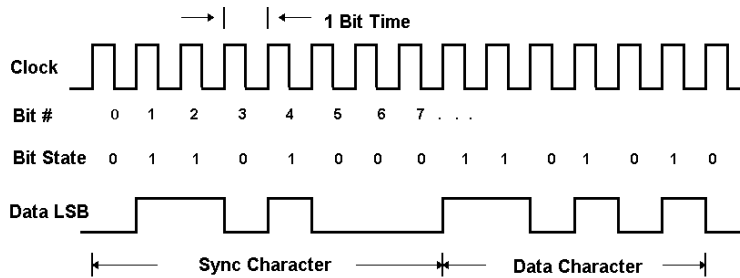 1 Bit Time
Clock
Bit # 0 1 2 3 4 5 6 7 . . .
Bit State 0 1 1 0 1 0 0 0 1 1 0 1 0 1 0
Data LSB
Sync Character Data Character